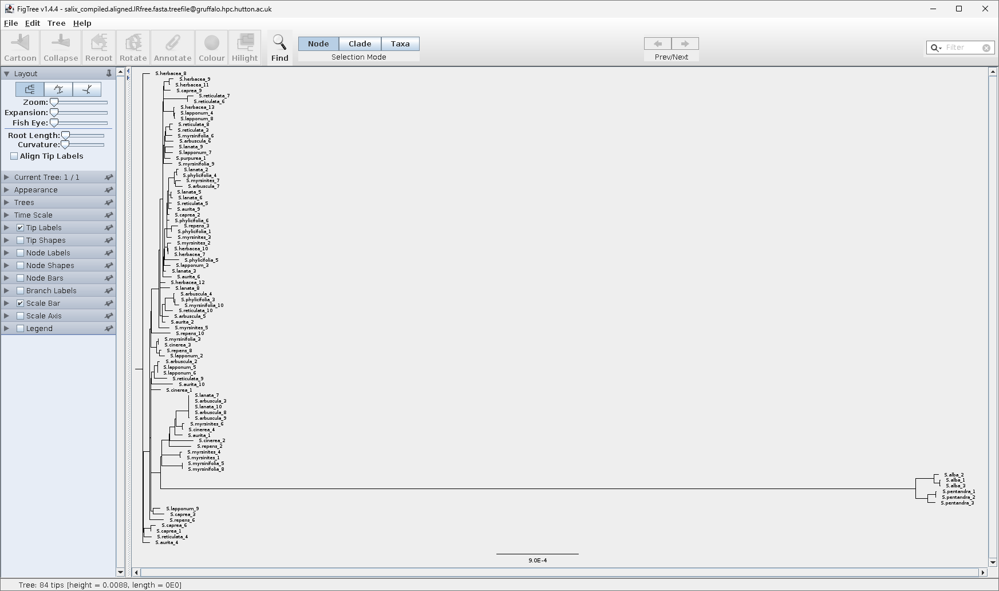 FigTree v1.4.4 - salix_compiled.aligned.IRfree.fasta.treefile@gruffalo.hpc.hutton.ac.uk
File Edit Tree Help
Cartoon Collapse Reroot Rotate Annotate Colour Hilight Find
Node Clade Taxa
Selection Mode
Prev/Next
Filter
Layout
Zoom:
Expansion:
Fish Eye:
Root Length:
Curvature:
Align Tip Labels
Current Tree: 1 / 1
Appearance
Trees
Time Scale
Tip Labels
Tip Shapes
Node Labels
Node Shapes
Node Bars
Branch Labels
Scale Bar
Scale Axis
Legend
S.herbacea_8
S.herbacea_9
S.herbacea_11
S.caprea_9
S.reticulata_7
S.reticulata_6
S.herbacea_13
S.lapponum_4
S.lapponum_8
S.reticulata_8
S.reticulata_3
S.myrsinifolia_6
S.arbuscula_6
S.lanata_9
S.lapponum_7
S.purpurea_1
S.myrsinifolia_9
S.lanata_2
S.phylicifolia_4
S.myrsinites_7
S.arbuscula_7
S.lanata_5
S.lanata_6
S.reticulata_5
S.aurita_9
S.caprea_2
S.phylicifolia_6
S.repens_3
S.phylicifolia_1
S.myrsinites_3
S.myrsinites_2
S.herbacea_10
S.herbacea_7
S.phylicifolia_5
S.lapponum_3
S.lanata_3
S.aurita_6
S.herbacea_12
S.lanata_8
S.arbuscula_4
S.phylicifolia_3
S.myrsinifolia_10
S.reticulata_10
S.arbuscula_5
S.aurita_2
S.myrsinites_5
S.repens_10
S.myrsinifolia_3
S.cinerea_3
S.repens_8
S.lapponum_2
S.arbuscula_2
S.lapponum_5
S.lapponum_6
S.reticulata_9
S.aurita_10
S.cinerea_1
S.lanata_7
S.arbuscula_3
S.lanata_10
S.arbuscula_8
S.arbuscula_9
S.myrsinites_6
S.cinerea_4
S.aurita_1
S.cinerea_2
S.repens_2
S.myrsinites_4
S.myrsinites_1
S.myrsinifolia_5
S.myrsinifolia_8
S.alba_2
S.alba_1
S.alba_3
S.pentandra_1
S.pentandra_2
S.pentandra_3
S.lapponum_9
S.caprea_3
S.repens_6
S.caprea_6
S.caprea_1
S.reticulata_4
S.aurita_4
9.0E-4
Tree: 84 tips [height = 0.0088, length = 0E0]